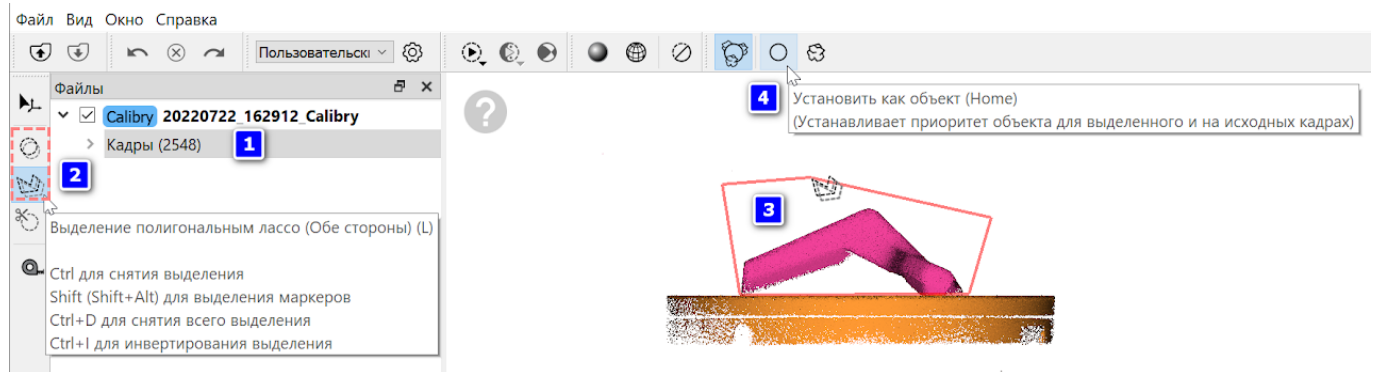 Файл Вид Окно Справка
Пользовательскі
Файлы
Calibry 20220722_162912_Calibry
Кадры (2548)
1
2
Выделение полигональным лассо (Обе стороны) (L)
Ctrl для снятия выделения
Shift (Shift+Alt) для выделения маркеров
Ctrl+D для снятия всего выделения
Ctrl+I для инвертирования выделения
?
3
4
Установить как объект (Home)
(Устанавливает приоритет объекта для выделенного и на исходных кадрах)